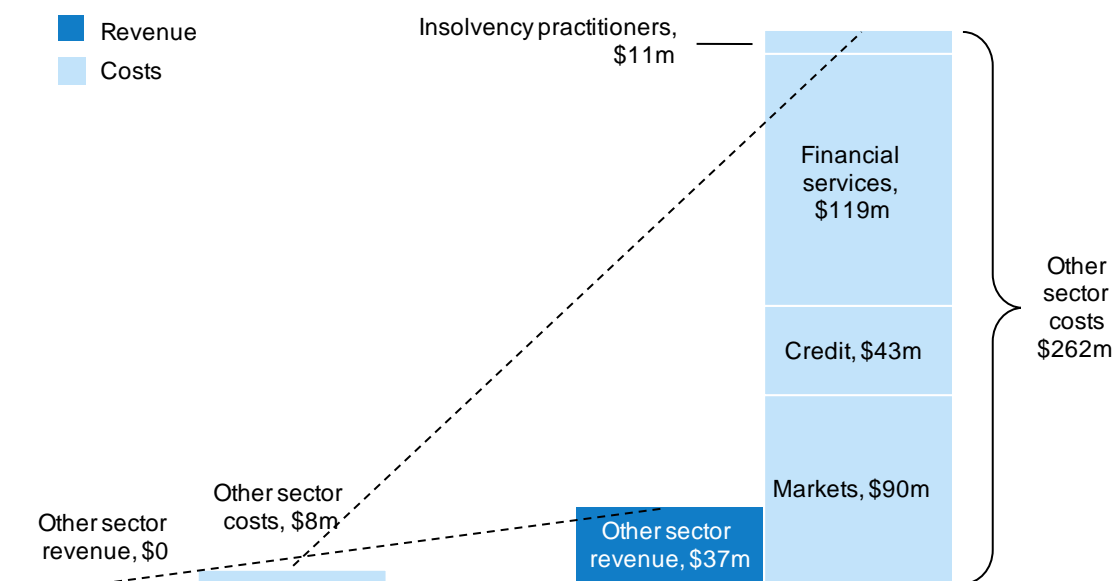 Revenue
Costs
Insolvency practitioners,
$11m
Financial
services,
$119m
Other
sector
costs
$262m
Credit, $43m
Markets, $90m
Other sector
costs, $8m
Other sector
revenue, $0
Other sector
revenue, $37m